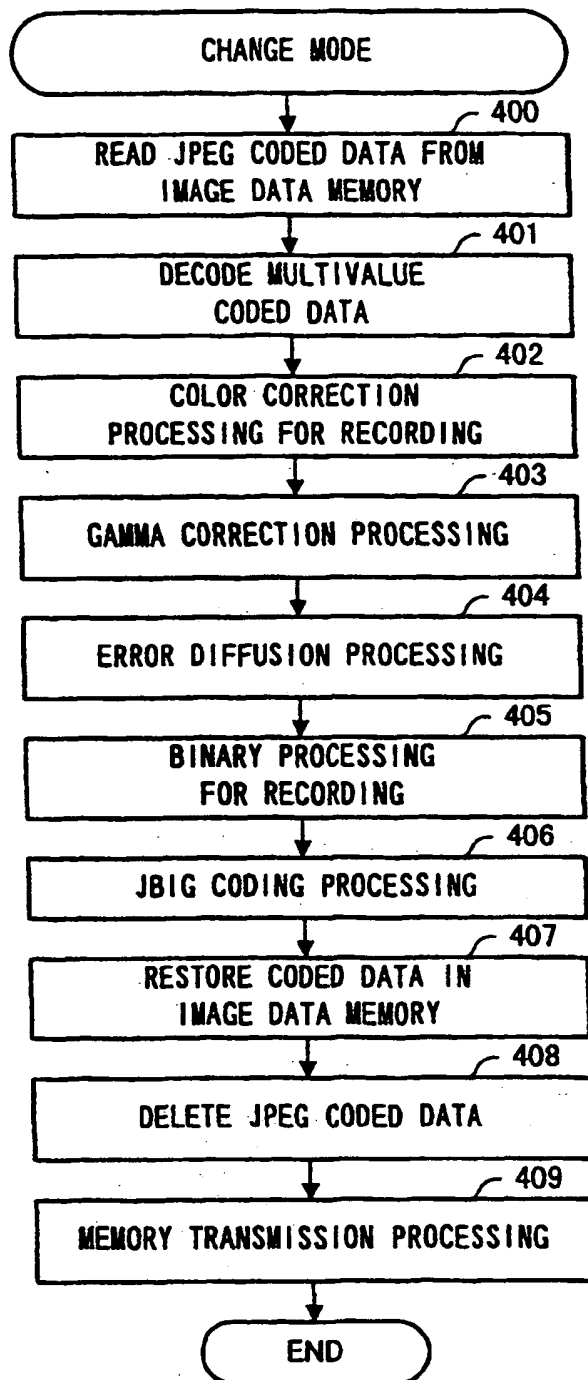 CHANGE MODE
400
READ JPEG CODED DATA FROM
IMAGE DATA MEMORY
401
DECODE MULTIVALUE
CODED DATA
402
COLOR CORRECTION
PROCESSING FOR RECORDING
403
GAMMA CORRECTION PROCESSING
404
ERROR DIFFUSION PROCESSING
405
BINARY PROCESSING
FOR RECORDING
406
JBIG CODING PROCESSING
407
RESTORE CODED DATA IN
IMAGE DATA MEMORY
408
DELETE JPEG CODED DATA
409
MEMORY TRANSMISSION PROCESSING
END